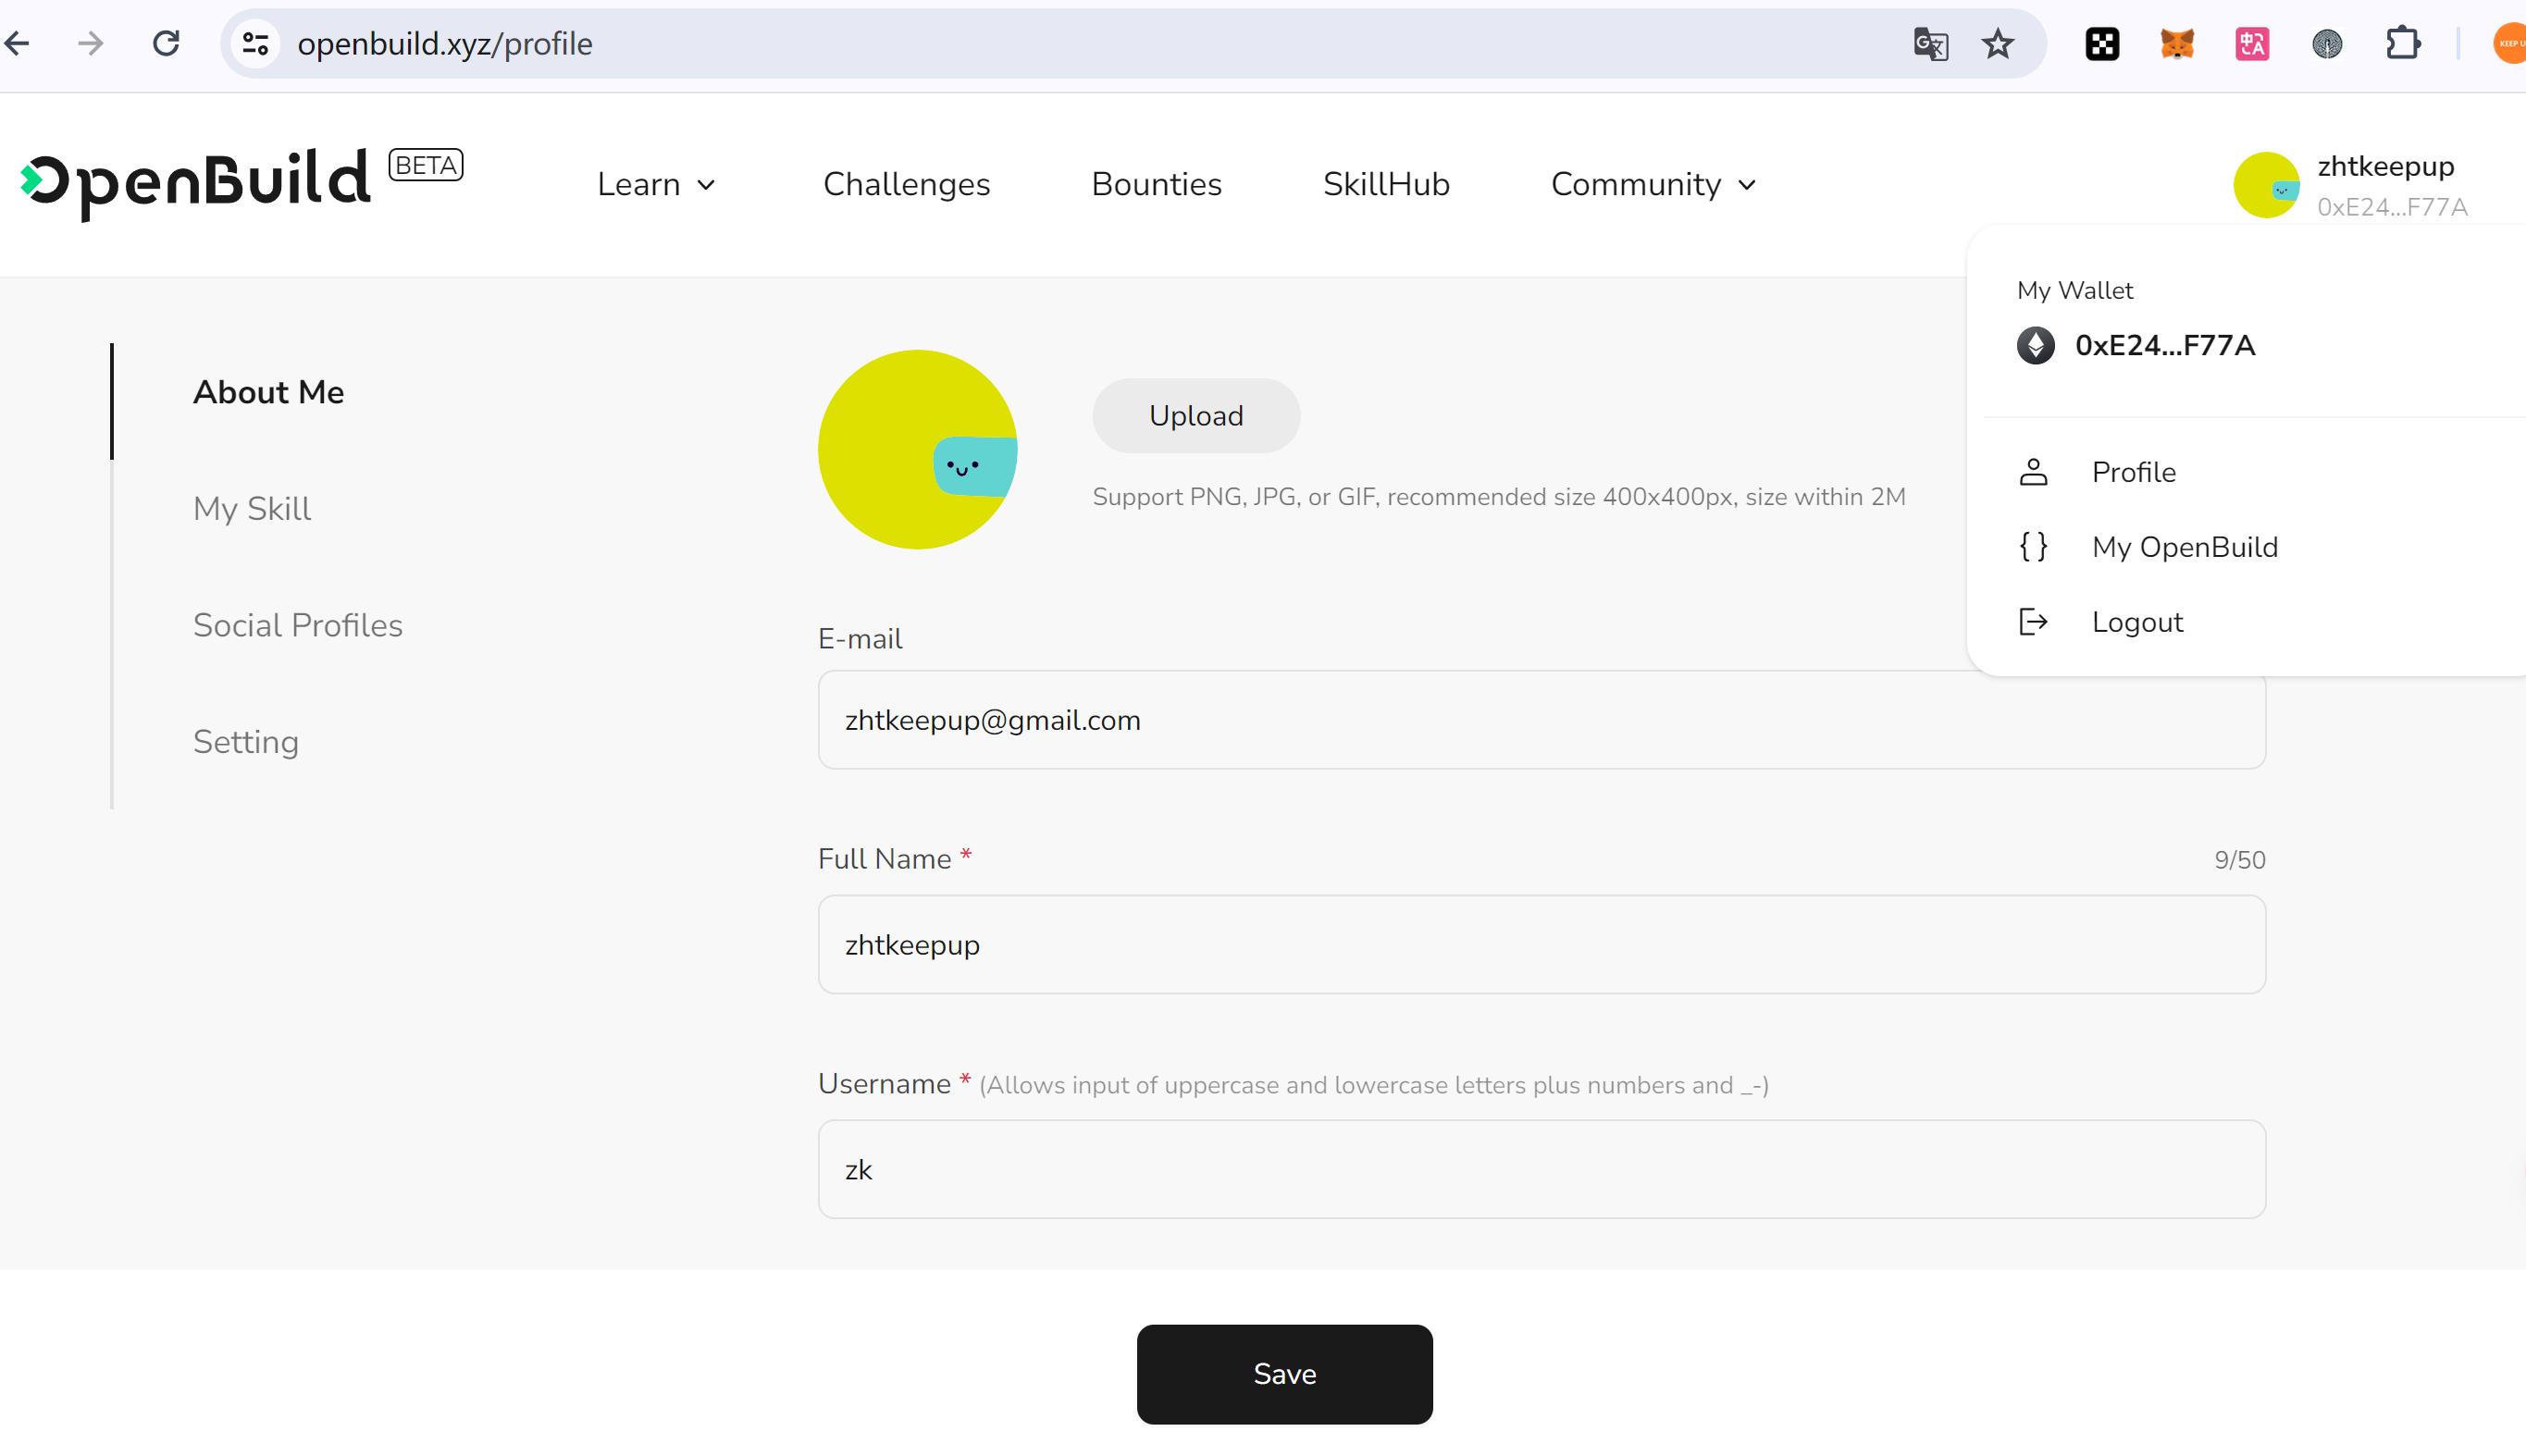 openbuild.xyz/profile
OpenBuild BETA
Learn Challenges Bounties SkillHub Community
zhtkeepup
0xE24...F77A
My Wallet
0xE24...F77A
Profile
My OpenBuild
Logout
About Me
My Skill
Social Profiles
Setting
Upload
Support PNG, JPG, or GIF, recommended size 400x400px, size within 2M
E-mail
zhtkeepup@gmail.com
Full Name * 9/50
zhtkeepup
Username * (Allows input of uppercase and lowercase letters plus numbers and _-)
zk
Save